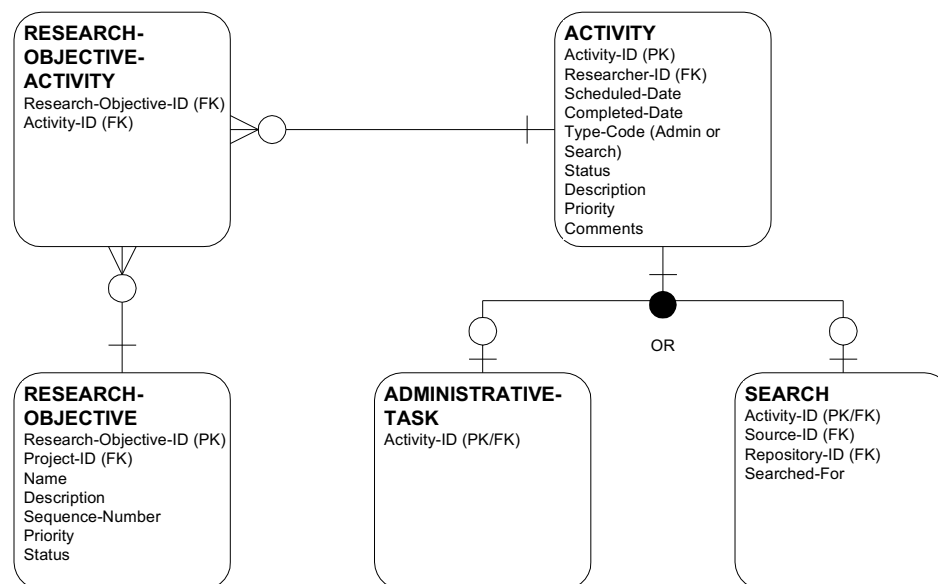 RESEARCH-
OBJECTIVE-
ACTIVITY
Research-Objective-ID (FK)
Activity-ID (FK)
ACTIVITY
Activity-ID (PK)
Researcher-ID (FK)
Scheduled-Date
Completed-Date
Type-Code (Admin or
Search)
Status
Description
Priority
Comments
OR
RESEARCH-
OBJECTIVE
Research-Objective-ID (PK)
Project-ID (FK)
Name
Description
Sequence-Number
Priority
Status
ADMINISTRATIVE-
TASK
Activity-ID (PK/FK)
SEARCH
Activity-ID (PK/FK)
Source-ID (FK)
Repository-ID (FK)
Searched-For